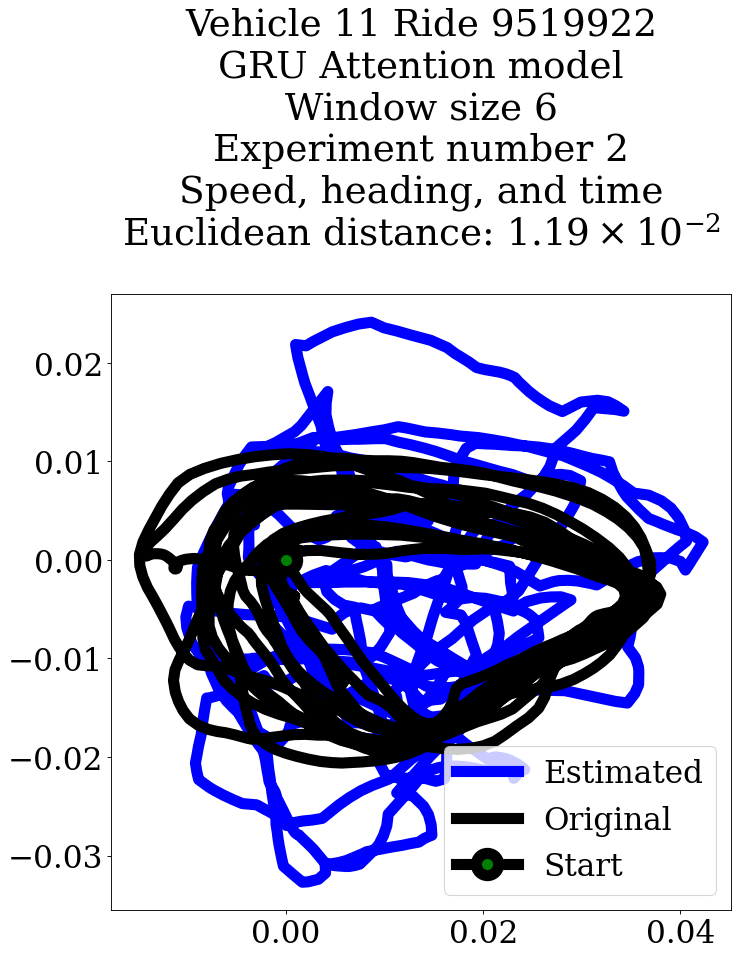 Vehicle 11 Ride 9519922
GRU Attention model
Window size 6
Experiment number 2
Speed, heading, and time
Euclidean distance: 1.19 × 10⁻²
0.02
0.01
0.00
−0.01
−0.02
−0.03
Estimated
Original
Start
0.00 0.02 0.04